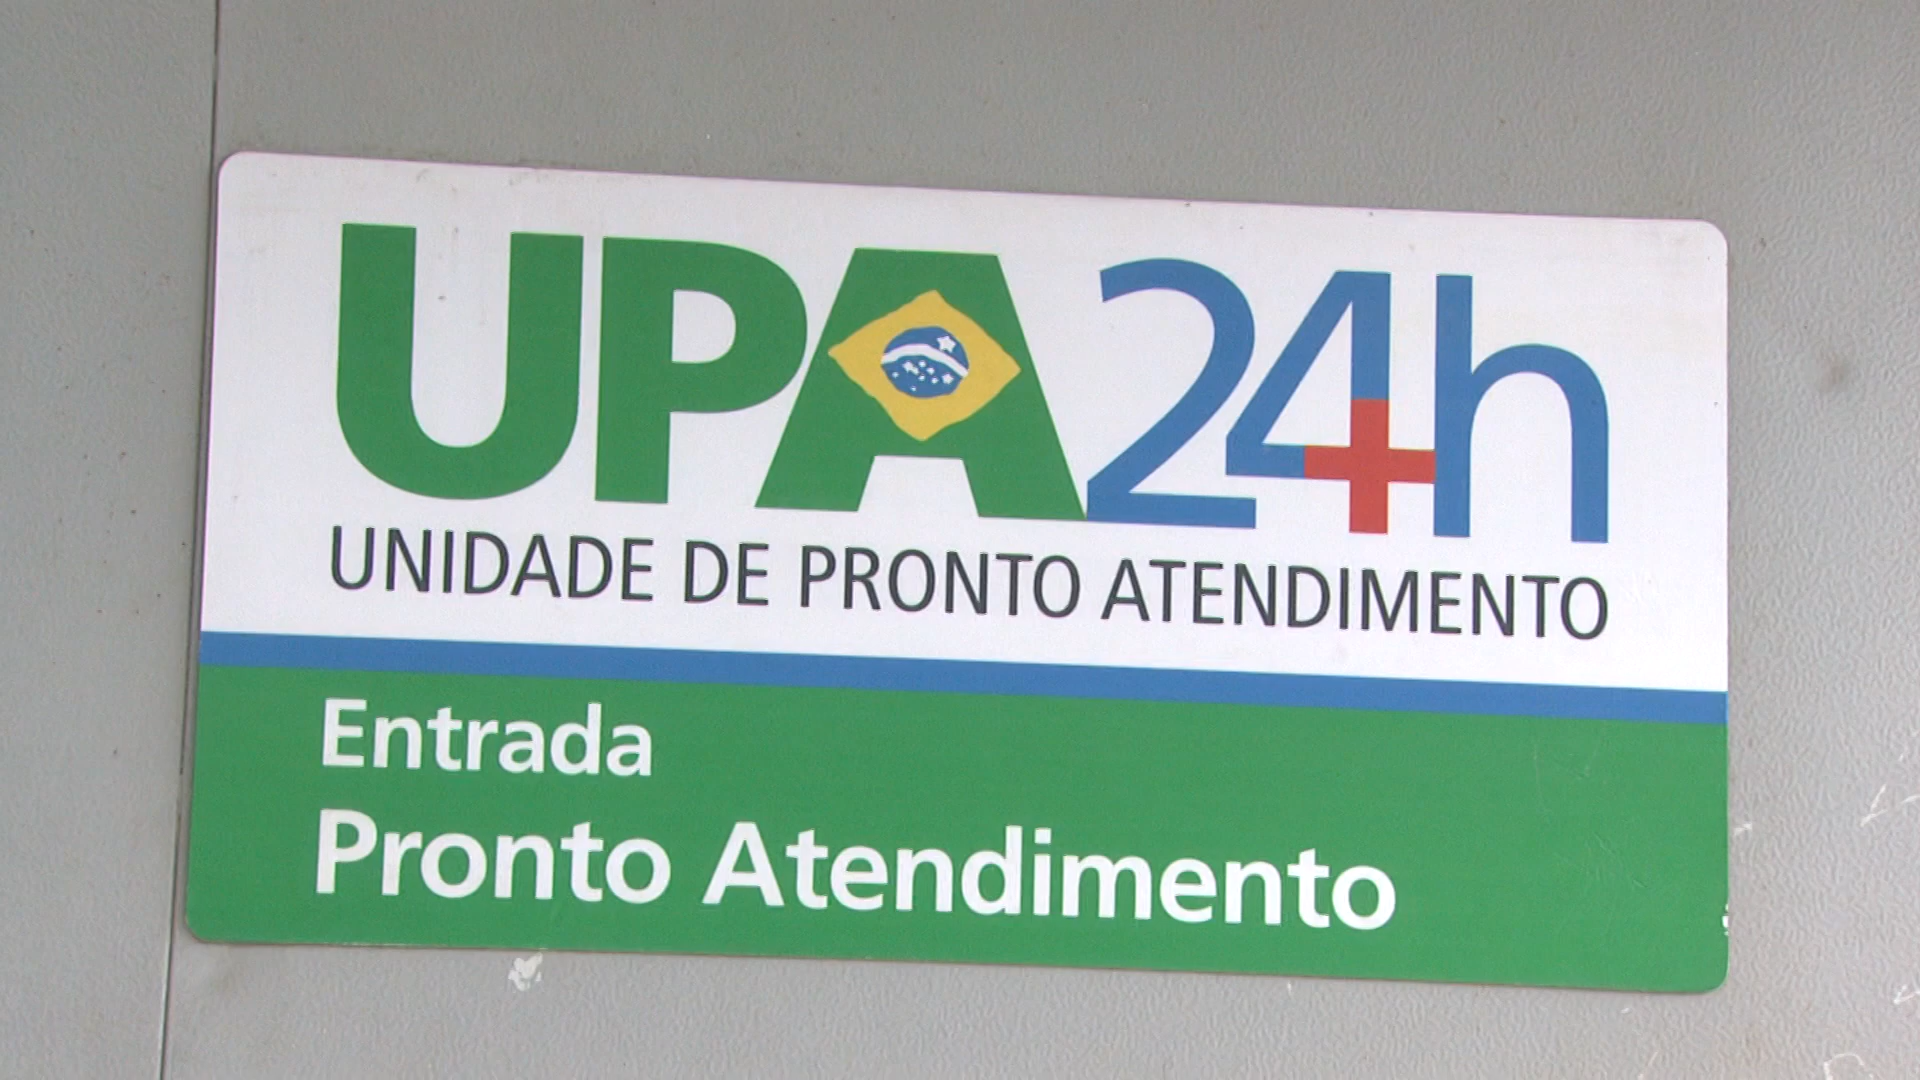 UPA24h
UNIDADE DE PRONTO ATENDIMENTO
Entrada
Pronto Atendimento